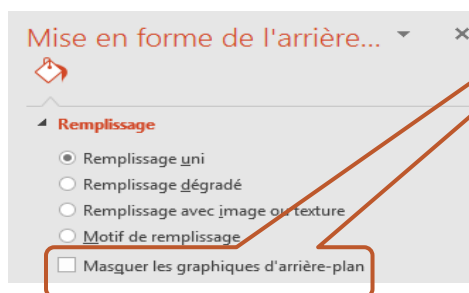 Mise en forme de l'arrière...
Remplissage
Remplissage uni
Remplissage dégradé
Remplissage avec image ou texture
Motif de remplissage
Masquer les graphiques d'arrière-plan